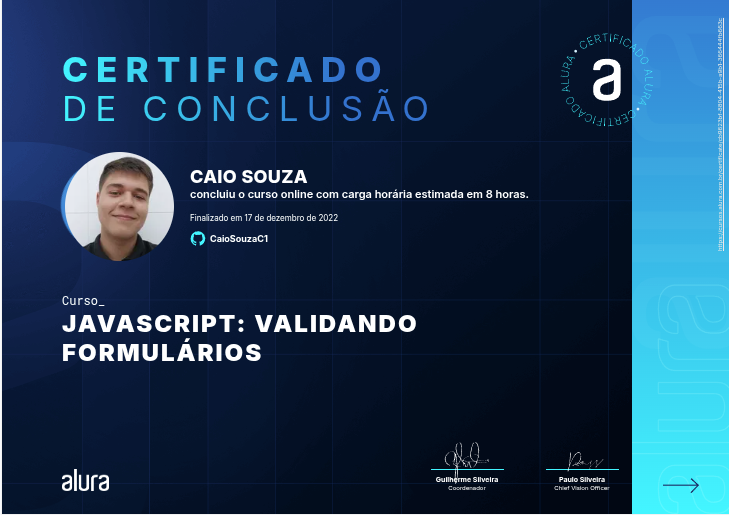 CERTIFICADO
DE CONCLUSÃO
CERTIFICADO ALURA • CERTIFICADO ALURA •
a
CAIO SOUZA
concluiu o curso online com carga horária estimada em 8 horas.
Finalizado em 17 de dezembro de 2022
CaioSouzaC1
Curso_
JAVASCRIPT: VALIDANDO
FORMULÁRIOS
alura
Guilherme Silveira
Coordenador
Paulo Silveira
Chief Vision Officer
alura